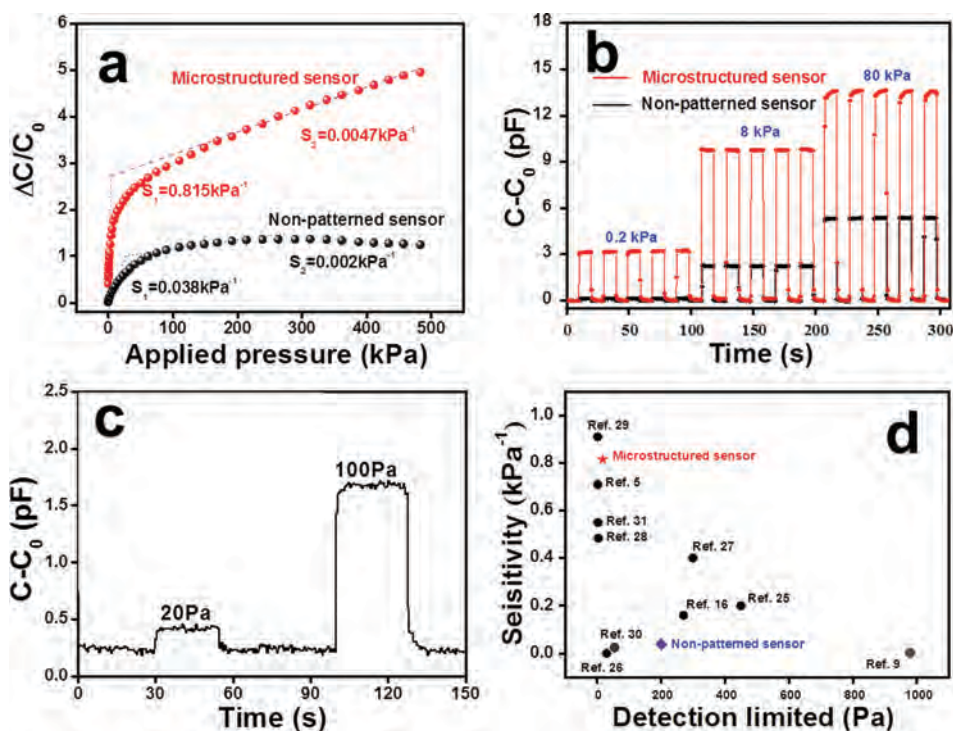 a
Microstructured sensor
S₂=0.0047kPa⁻¹
S₁=0.815kPa⁻¹
Non-patterned sensor
S₂=0.002kPa⁻¹
S₁=0.038kPa⁻¹
6
5
4
3
2
1
0
ΔC/C₀
0 100 200 300 400 500
Applied pressure (kPa)
b
Microstructured sensor
Non-patterned sensor
80 kPa
8 kPa
0.2 kPa
18
15
12
9
6
3
0
C-C₀ (pF)
0 50 100 150 200 250 300
Time (s)
c
100Pa
20Pa
2.5
2.0
1.5
1.0
0.5
0.0
C-C₀ (pF)
0 30 60 90 120 150
Time (s)
d
Ref. 29
Microstructured sensor
Ref. 5
Ref. 31
Ref. 28
Ref. 27
Ref. 16
Ref. 25
Ref. 30
Non-patterned sensor
Ref. 26
Ref. 9
1.0
0.8
0.6
0.4
0.2
0.0
Seisitivity (kPa⁻¹)
0 200 400 600 800 1000
Detection limited (Pa)